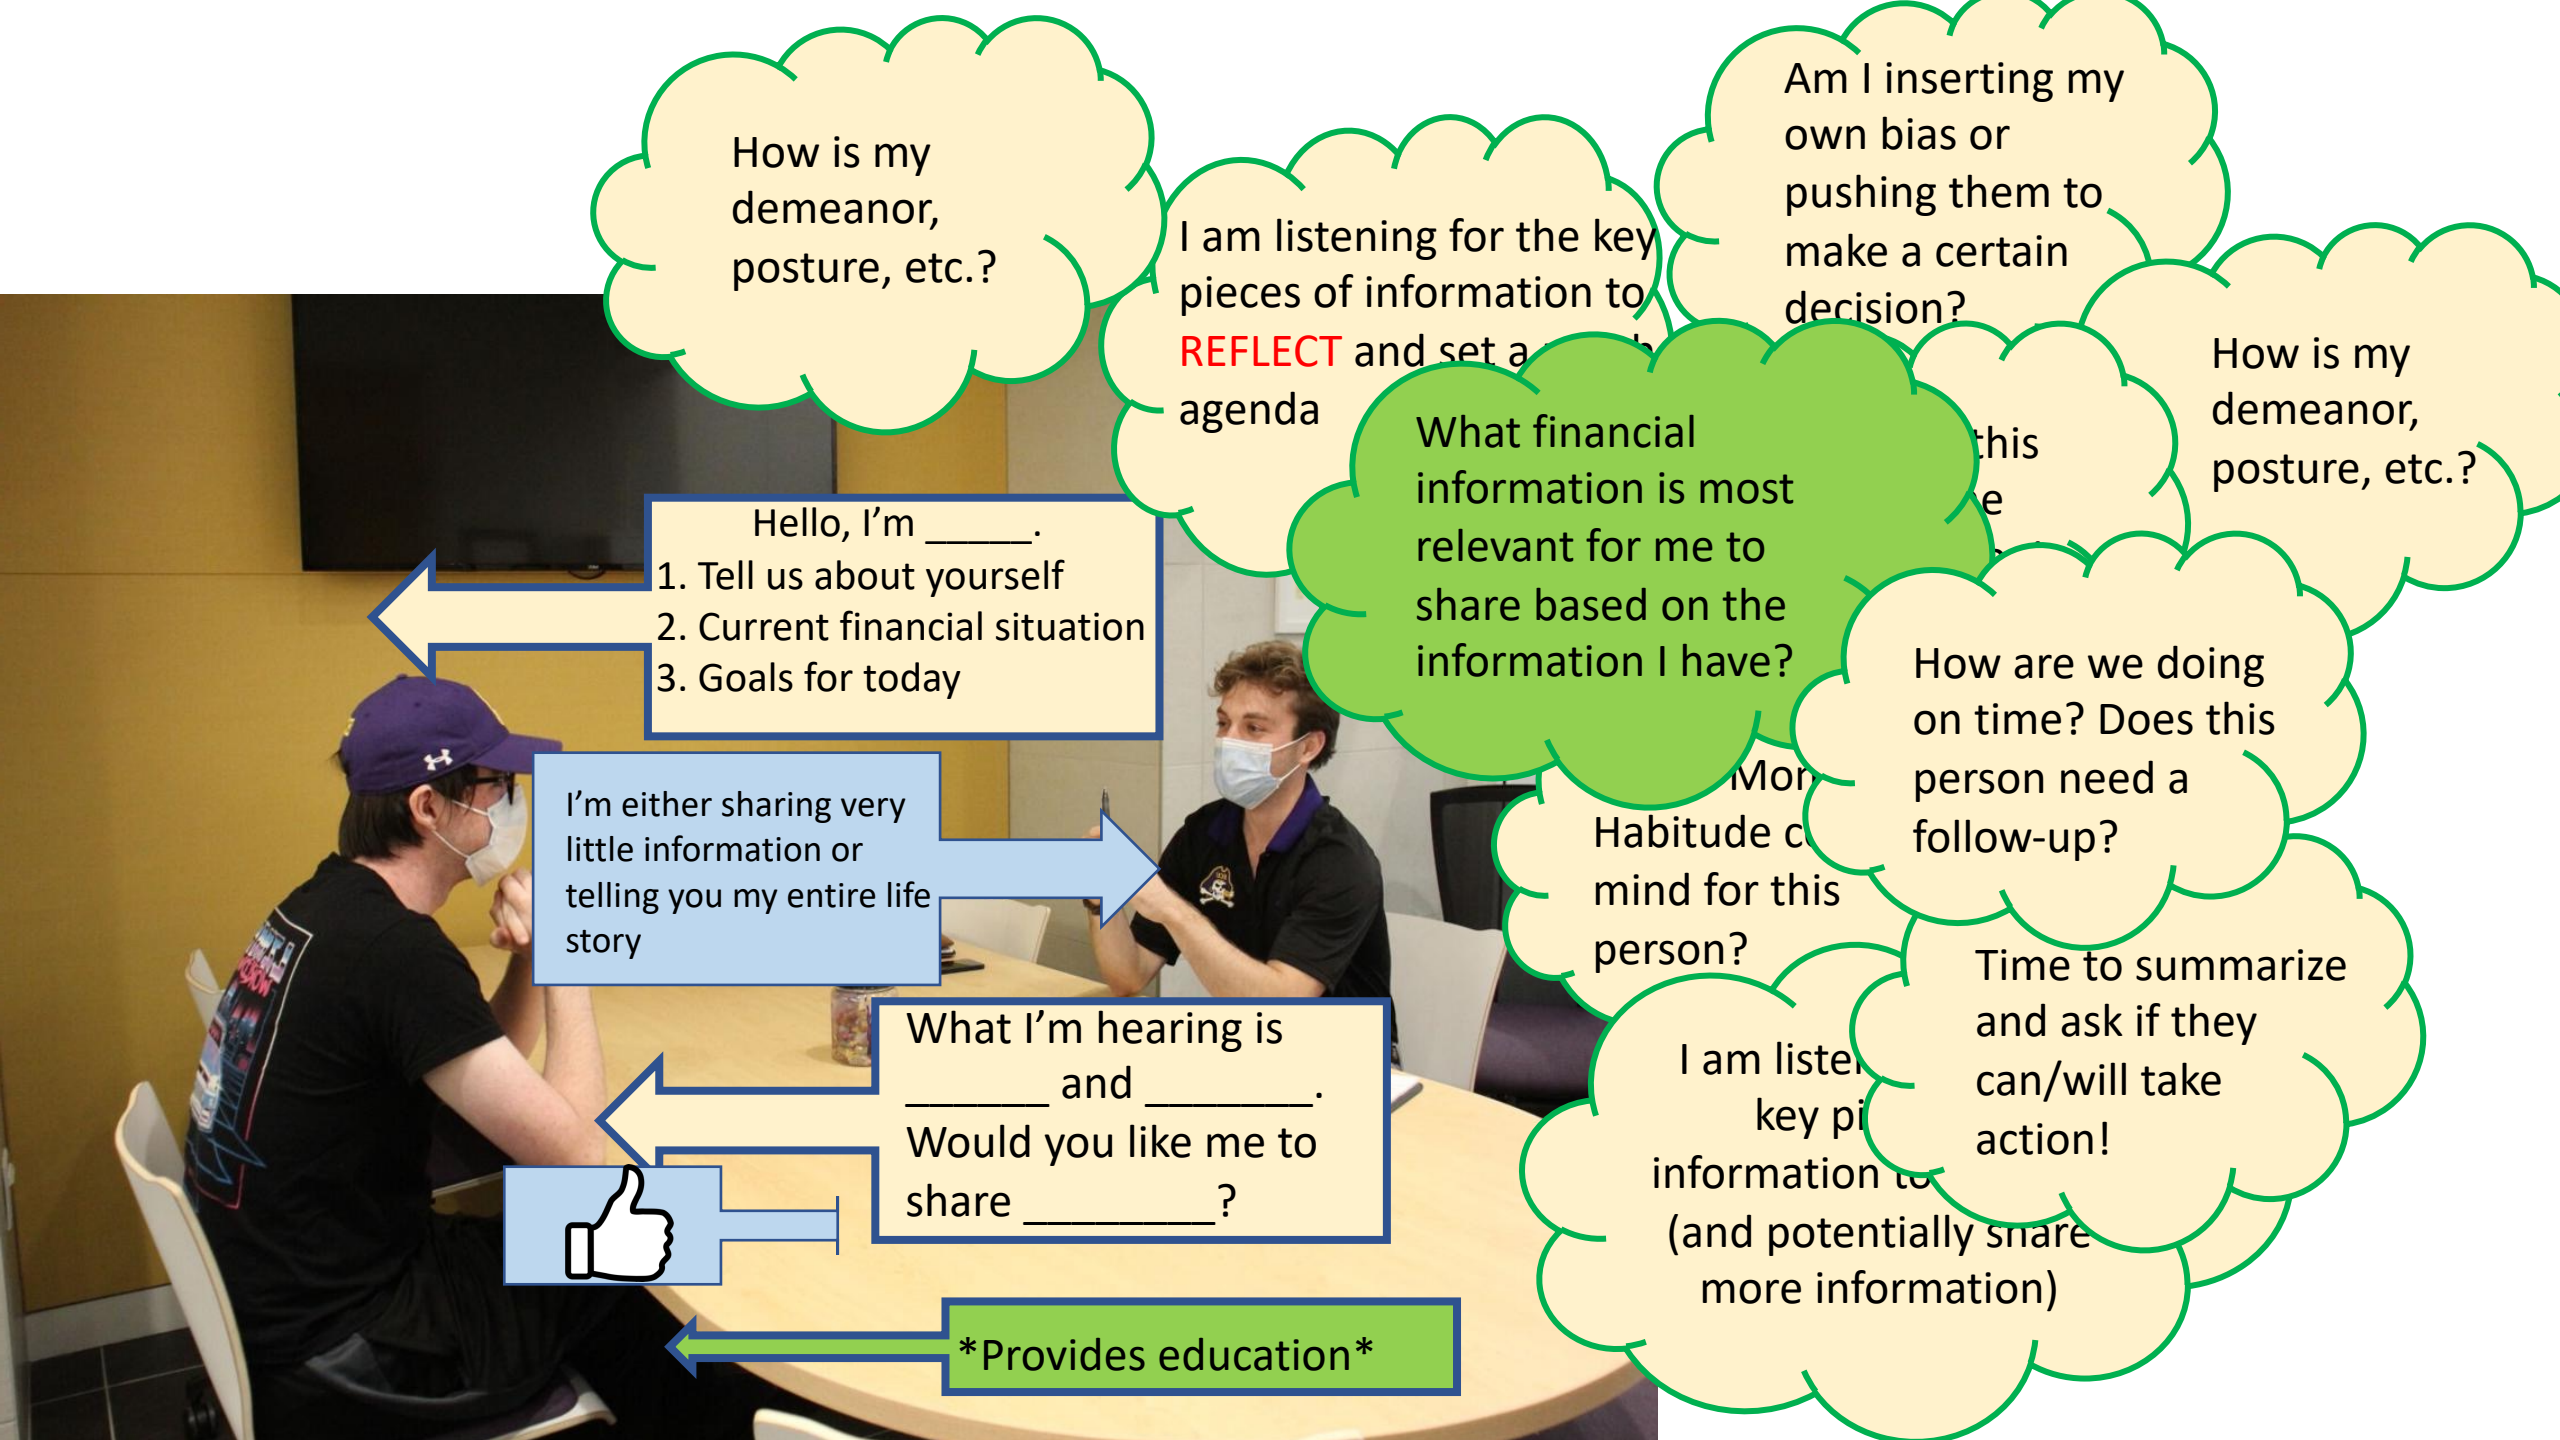 How is my
demeanor,
posture, etc.?
I am listening for the key
pieces of information to
REFLECT and set a
agenda
Am I inserting my
own bias or
pushing them to
make a certain
decision?
How is my
demeanor,
posture, etc.?
this
What financial
information is most
relevant for me to
share based on the
information I have?
How are we doing
on time? Does this
person need a
follow-up?
Habitude
mind for this
person?
Time to summarize
and ask if they
can/will take
action!
I am
key
information
(and potentially share
more information)
Hello, I’m _____.
1. Tell us about yourself
2. Current financial situation
3. Goals for today
I’m either sharing very
little information or
telling you my entire life
story
What I’m hearing is
______ and _______.
Would you like me to
share ________?
*Provides education*